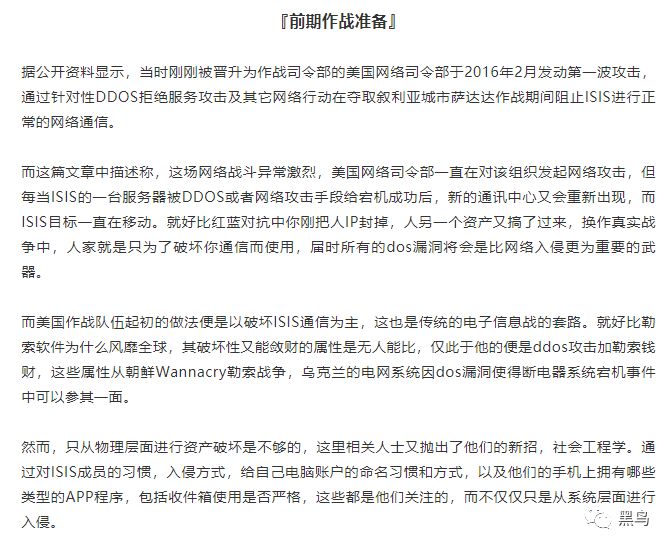 『前期作战准备』
据公开资料显示，当时刚刚被晋升为作战司令部的美国网络司令部于2016年2月发动第一波攻击，
通过针对性DDOS拒绝服务攻击及其它网络行动在夺取叙利亚城市萨达达作战期间阻止ISIS进行正
常的网络通信。
而这篇文章中描述称，这场网络战斗异常激烈，美国网络司令部一直在对该组织发起网络攻击，但
每当ISIS的一台服务器被DDOS或者网络攻击手段给宕机成功后，新的通讯中心又会重新出现，而
ISIS目标一直在移动。就好比红蓝对抗中你刚把人IP封掉，人另一个资产又搞了过来，换作真实战
争中，人家就是只为了破坏你通信而使用，届时所有的dos漏洞将会是比网络入侵更为重要的武
器。
而美国作战队伍起初的做法便是以破坏ISIS通信为主，这也是传统的电子信息战的套路。就好比勒
索软件为什么风靡全球，其破坏性又能敛财的属性是无人能比，仅此于他的便是ddos攻击加勒索钱
财，这些属性从朝鲜Wannacry勒索战争，乌克兰的电网系统因dos漏洞使得断电器系统宕机事件
中可以参其一面。
然而，只从物理层面进行资产破坏是不够的，这里相关人士又抛出了他们的新招，社会工程学。通
过对ISIS成员的习惯，入侵方式，给自己电脑账户的命名习惯和方式，以及他们的手机上拥有哪些
类型的APP程序，包括收件箱使用是否严格，这些都是他们关注的，而不仅仅只是从系统层面进行
入侵。
黑鸟